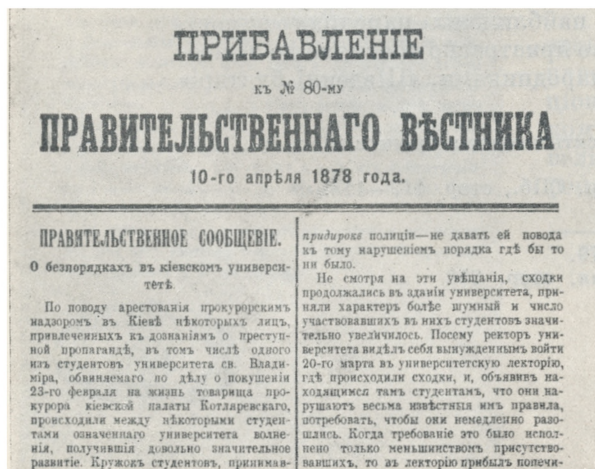 ПРИБАВЛЕНІЕ
къ № 80-му
ПРАВИТЕЛЬСТВЕННАГО ВѢСТНИКА
10-го апрѣля 1878 года.
ПРАВИТЕЛЬСТВЕННОЕ СООБЩЕНІЕ.
О безпорядкахъ въ кіевскомъ универси-
тетѣ
По поводу арестованія прокурорскимъ
надзоромъ въ Кіевѣ нѣкоторыхъ лицъ,
привлеченныхъ къ дознаніямъ о преступ-
ной пропагандѣ, въ томъ числѣ одного
изъ студентовъ университета св. Влади-
міра, обвиняемаго по дѣлу о покушеніи
23-го февраля на жизнь товарища про-
курора кіевской палаты Котляревскаго,
происходили между нѣкоторыми студен-
тами означеннаго университета волне-
нія, получившія довольно значительное
развитіе. Кружокъ студентовъ, принимав-
придирокъ полиціи—не давать ей повода
къ тому нарушеніемъ порядка гдѣ бы то
ни было.
Не смотря на эти увѣщанія, сходки
продолжались въ зданіи университета, при-
няли характеръ болѣе шумный и число
участвовавшихъ въ нихъ студентовъ значи-
тельно увеличилось. Посему ректоръ уни-
верситета видѣлъ себя вынужденнымъ войти
20-го марта въ университетскую лекторію,
гдѣ происходили сходки, и, объявивъ на-
ходящимся тамъ студентамъ, что они на-
рушаютъ весьма извѣстныя имъ правила,
потребовать, чтобы они немедленно разо-
шлись. Когда требованіе это было испол-
нено только меньшинствомъ присутство-
вавшихъ, то въ лекторію прибылъ попечи-